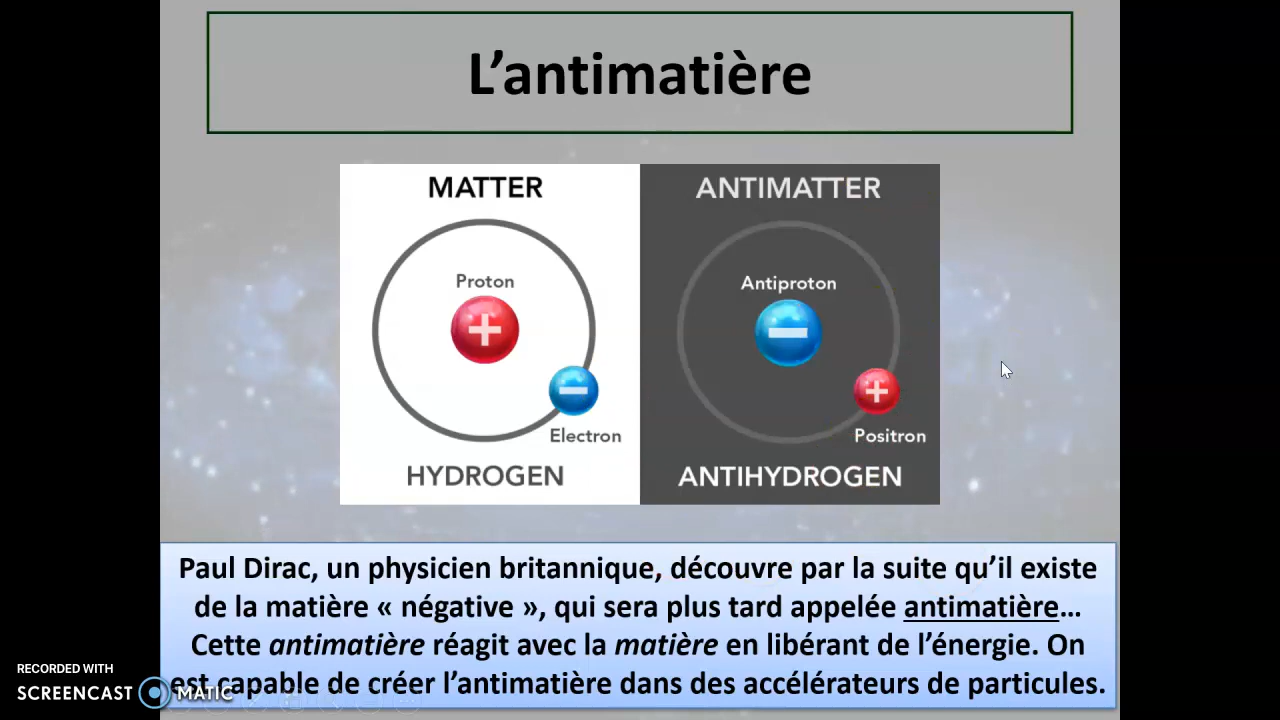 L’antimatière
MATTER
ANTIMATTER
Proton
Antiproton
+
−
−
+
Electron
Positron
HYDROGEN
ANTIHYDROGEN
Paul Dirac, un physicien britannique, découvre par la suite qu’il existe
de la matière « négative », qui sera plus tard appelée antimatière…
Cette antimatière réagit avec la matière en libérant de l’énergie. On
est capable de créer l’antimatière dans des accélérateurs de particules.
RECORDED WITH
SCREENCAST MATIC